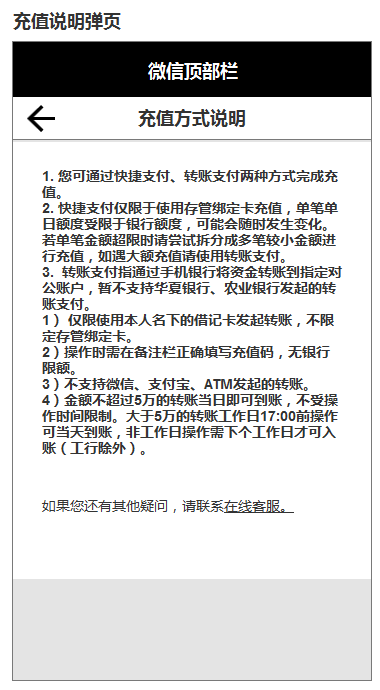 充值说明弹页
微信顶部栏
充值方式说明
1. 您可通过快捷支付、转账支付两种方式完成充
值。
2. 快捷支付仅限于使用存管绑定卡充值，单笔单
日额度受限于银行额度，可能会随时发生变化。
若单笔金额超限时请尝试拆分成多笔较小金额进
行充值，如遇大额充值请使用转账支付。
3.  转账支付指通过手机银行将资金转账到指定对
公账户，暂不支持华夏银行、农业银行发起的转
账支付。
1 ） 仅限使用本人名下的借记卡发起转账，不限
定存管绑定卡。
2 ）操作时需在备注栏正确填写充值码，无银行
限额。
3 ）不支持微信、支付宝、ATM发起的转账。
4 ）金额不超过5万的转账当日即可到账，不受操
作时间限制。大于5万的转账工作日17:00前操作
可当天到账，非工作日操作需下个工作日才可入
账（工行除外）。
如果您还有其他疑问，请联系在线客服。